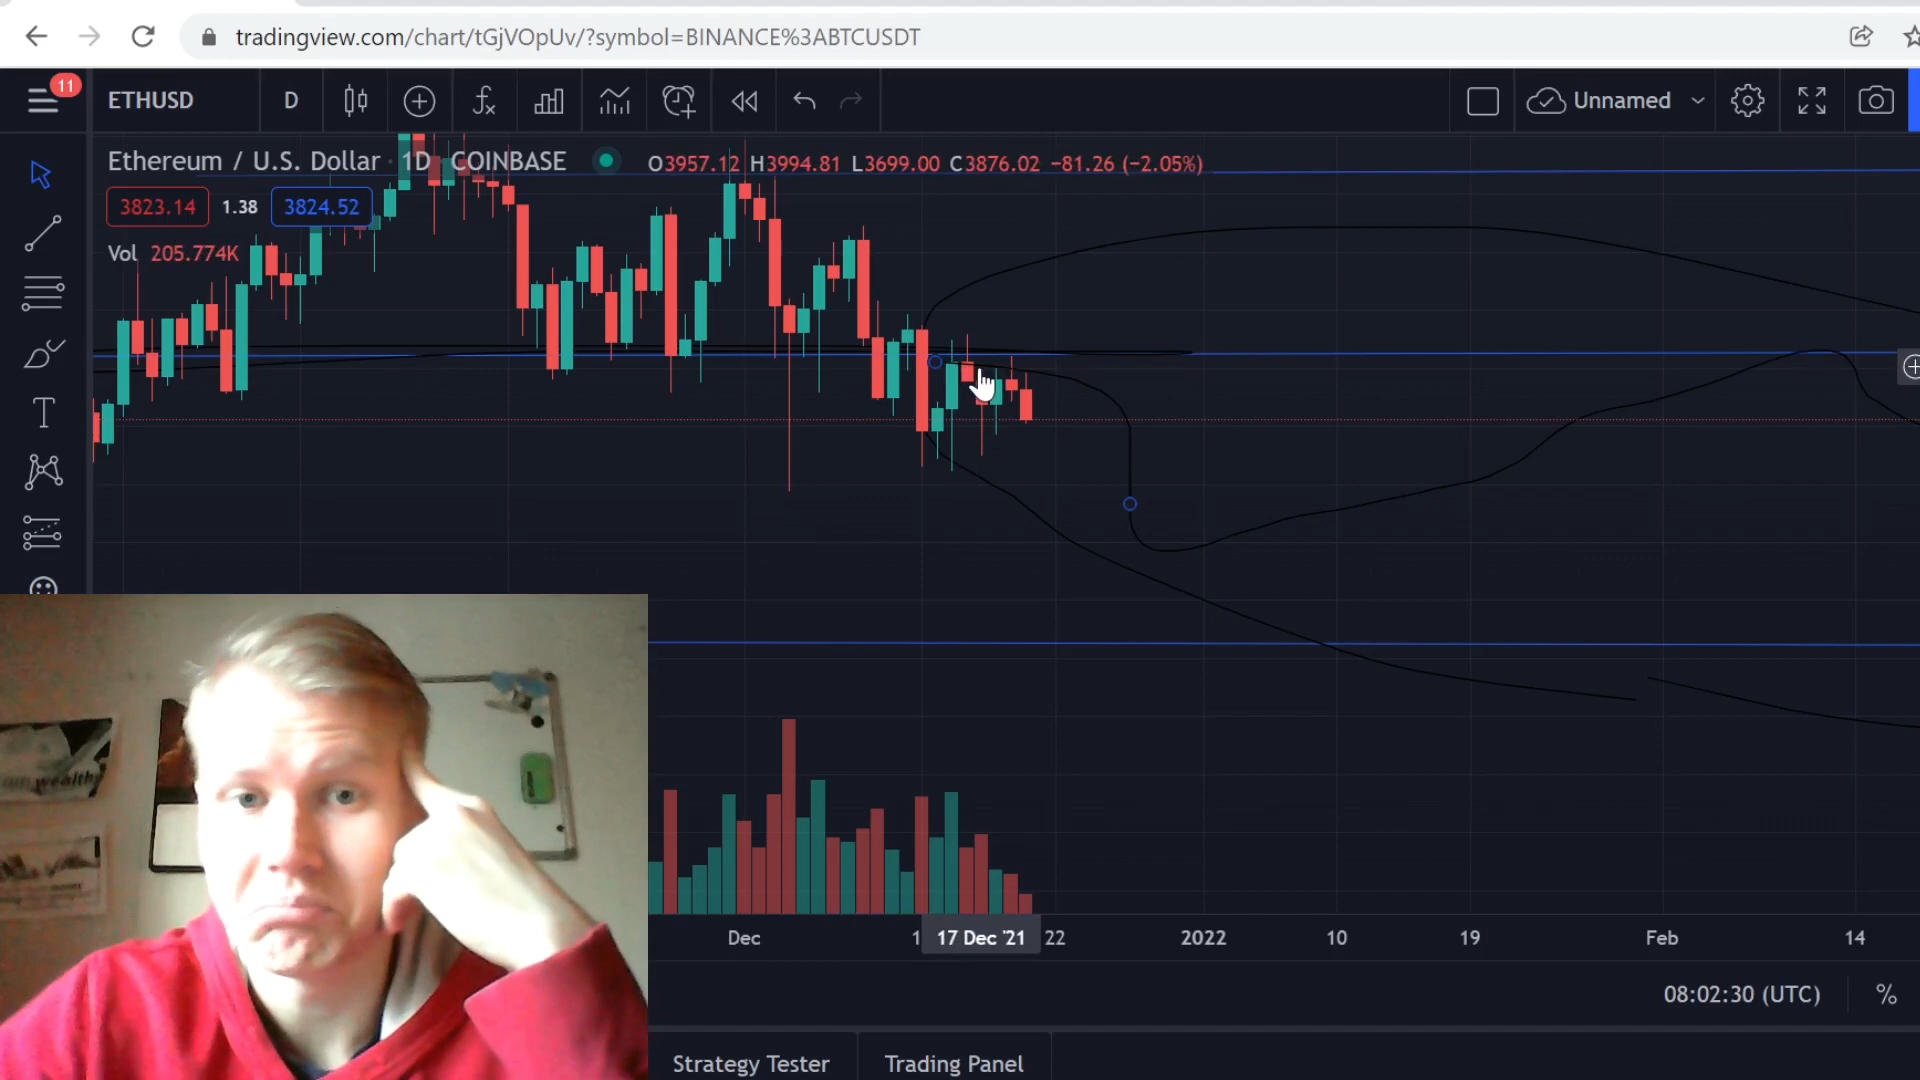 tradingview.com/chart/tGjVOpUv/?symbol=BINANCE%3ABTCUSDT
11
ETHUSD
D
Unnamed
Ethereum / U.S. Dollar · 1D COINBASE
O3957.12 H3994.81 L3699.00 C3876.02 −81.26 (−2.05%)
3823.14 1.38 3824.52
Vol 205.774K
T
wealth
Dec
1
17 Dec '21
22
2022
10
19
Feb
14
08:02:30 (UTC)
%
Strategy Tester
Trading Panel